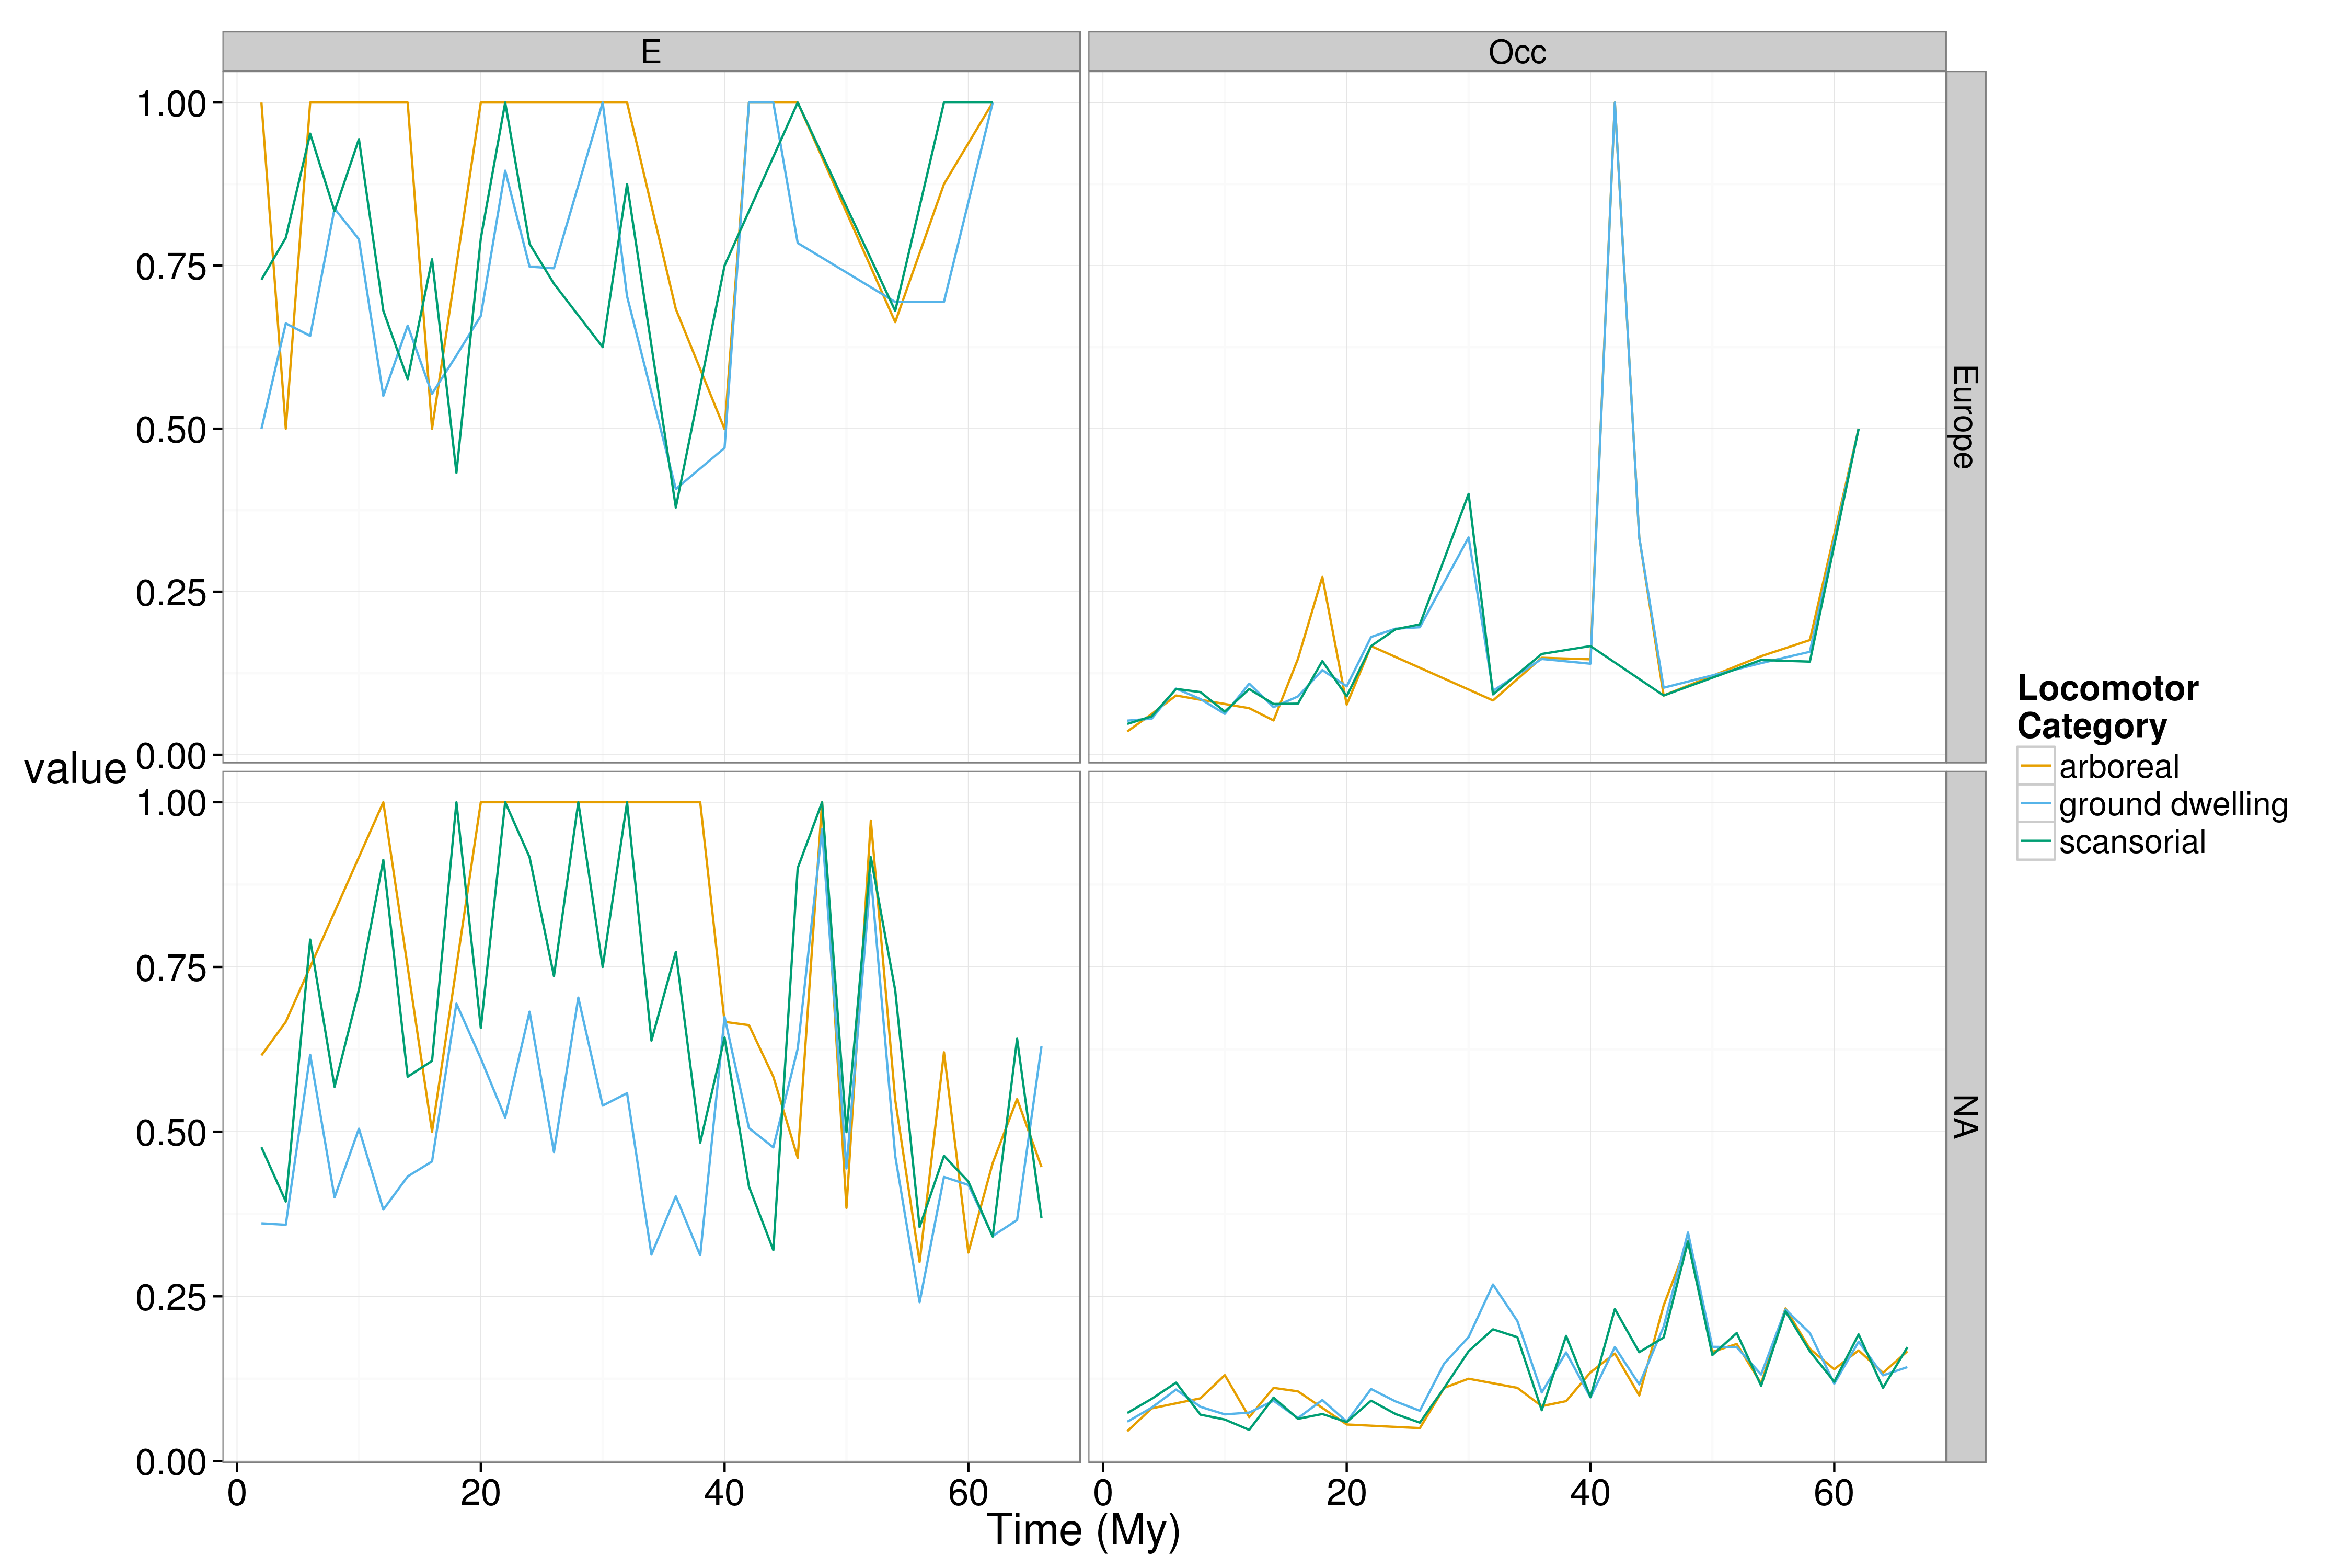 E
Occ
1.00
0.75
0.50
0.25
0.00
Europe
value
1.00
0.75
0.50
0.25
0.00
NA
0
20
40
60
0
20
40
60
Time (My)
Locomotor
Category
arboreal
ground dwelling
scansorial